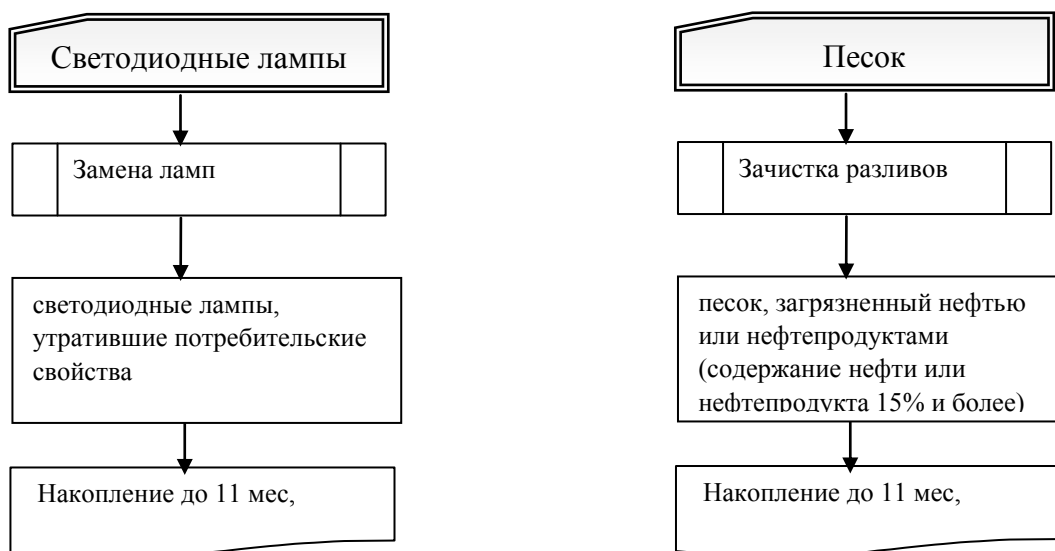 Светодиодные лампы
Замена ламп
светодиодные лампы,
утратившие потребительские
свойства
Накопление до 11 мес,
Песок
Зачистка разливов
песок, загрязненный нефтью
или нефтепродуктами
(содержание нефти или
нефтепродукта 15% и более)
Накопление до 11 мес,